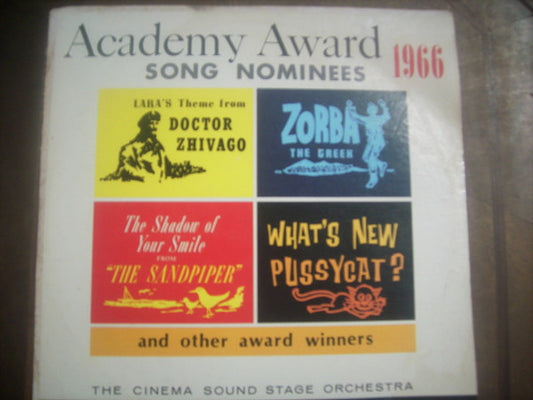 Academy Award
SONG NOMINEES 1966
LARA'S Theme from
DOCTOR
ZHIVAGO
ZORBA
THE GREEK
The Shadow of
Your Smile
FROM
"THE SANDPIPER"
WHAT'S NEW
PUSSYCAT?
and other award winners
THE CINEMA SOUND STAGE ORCHESTRA